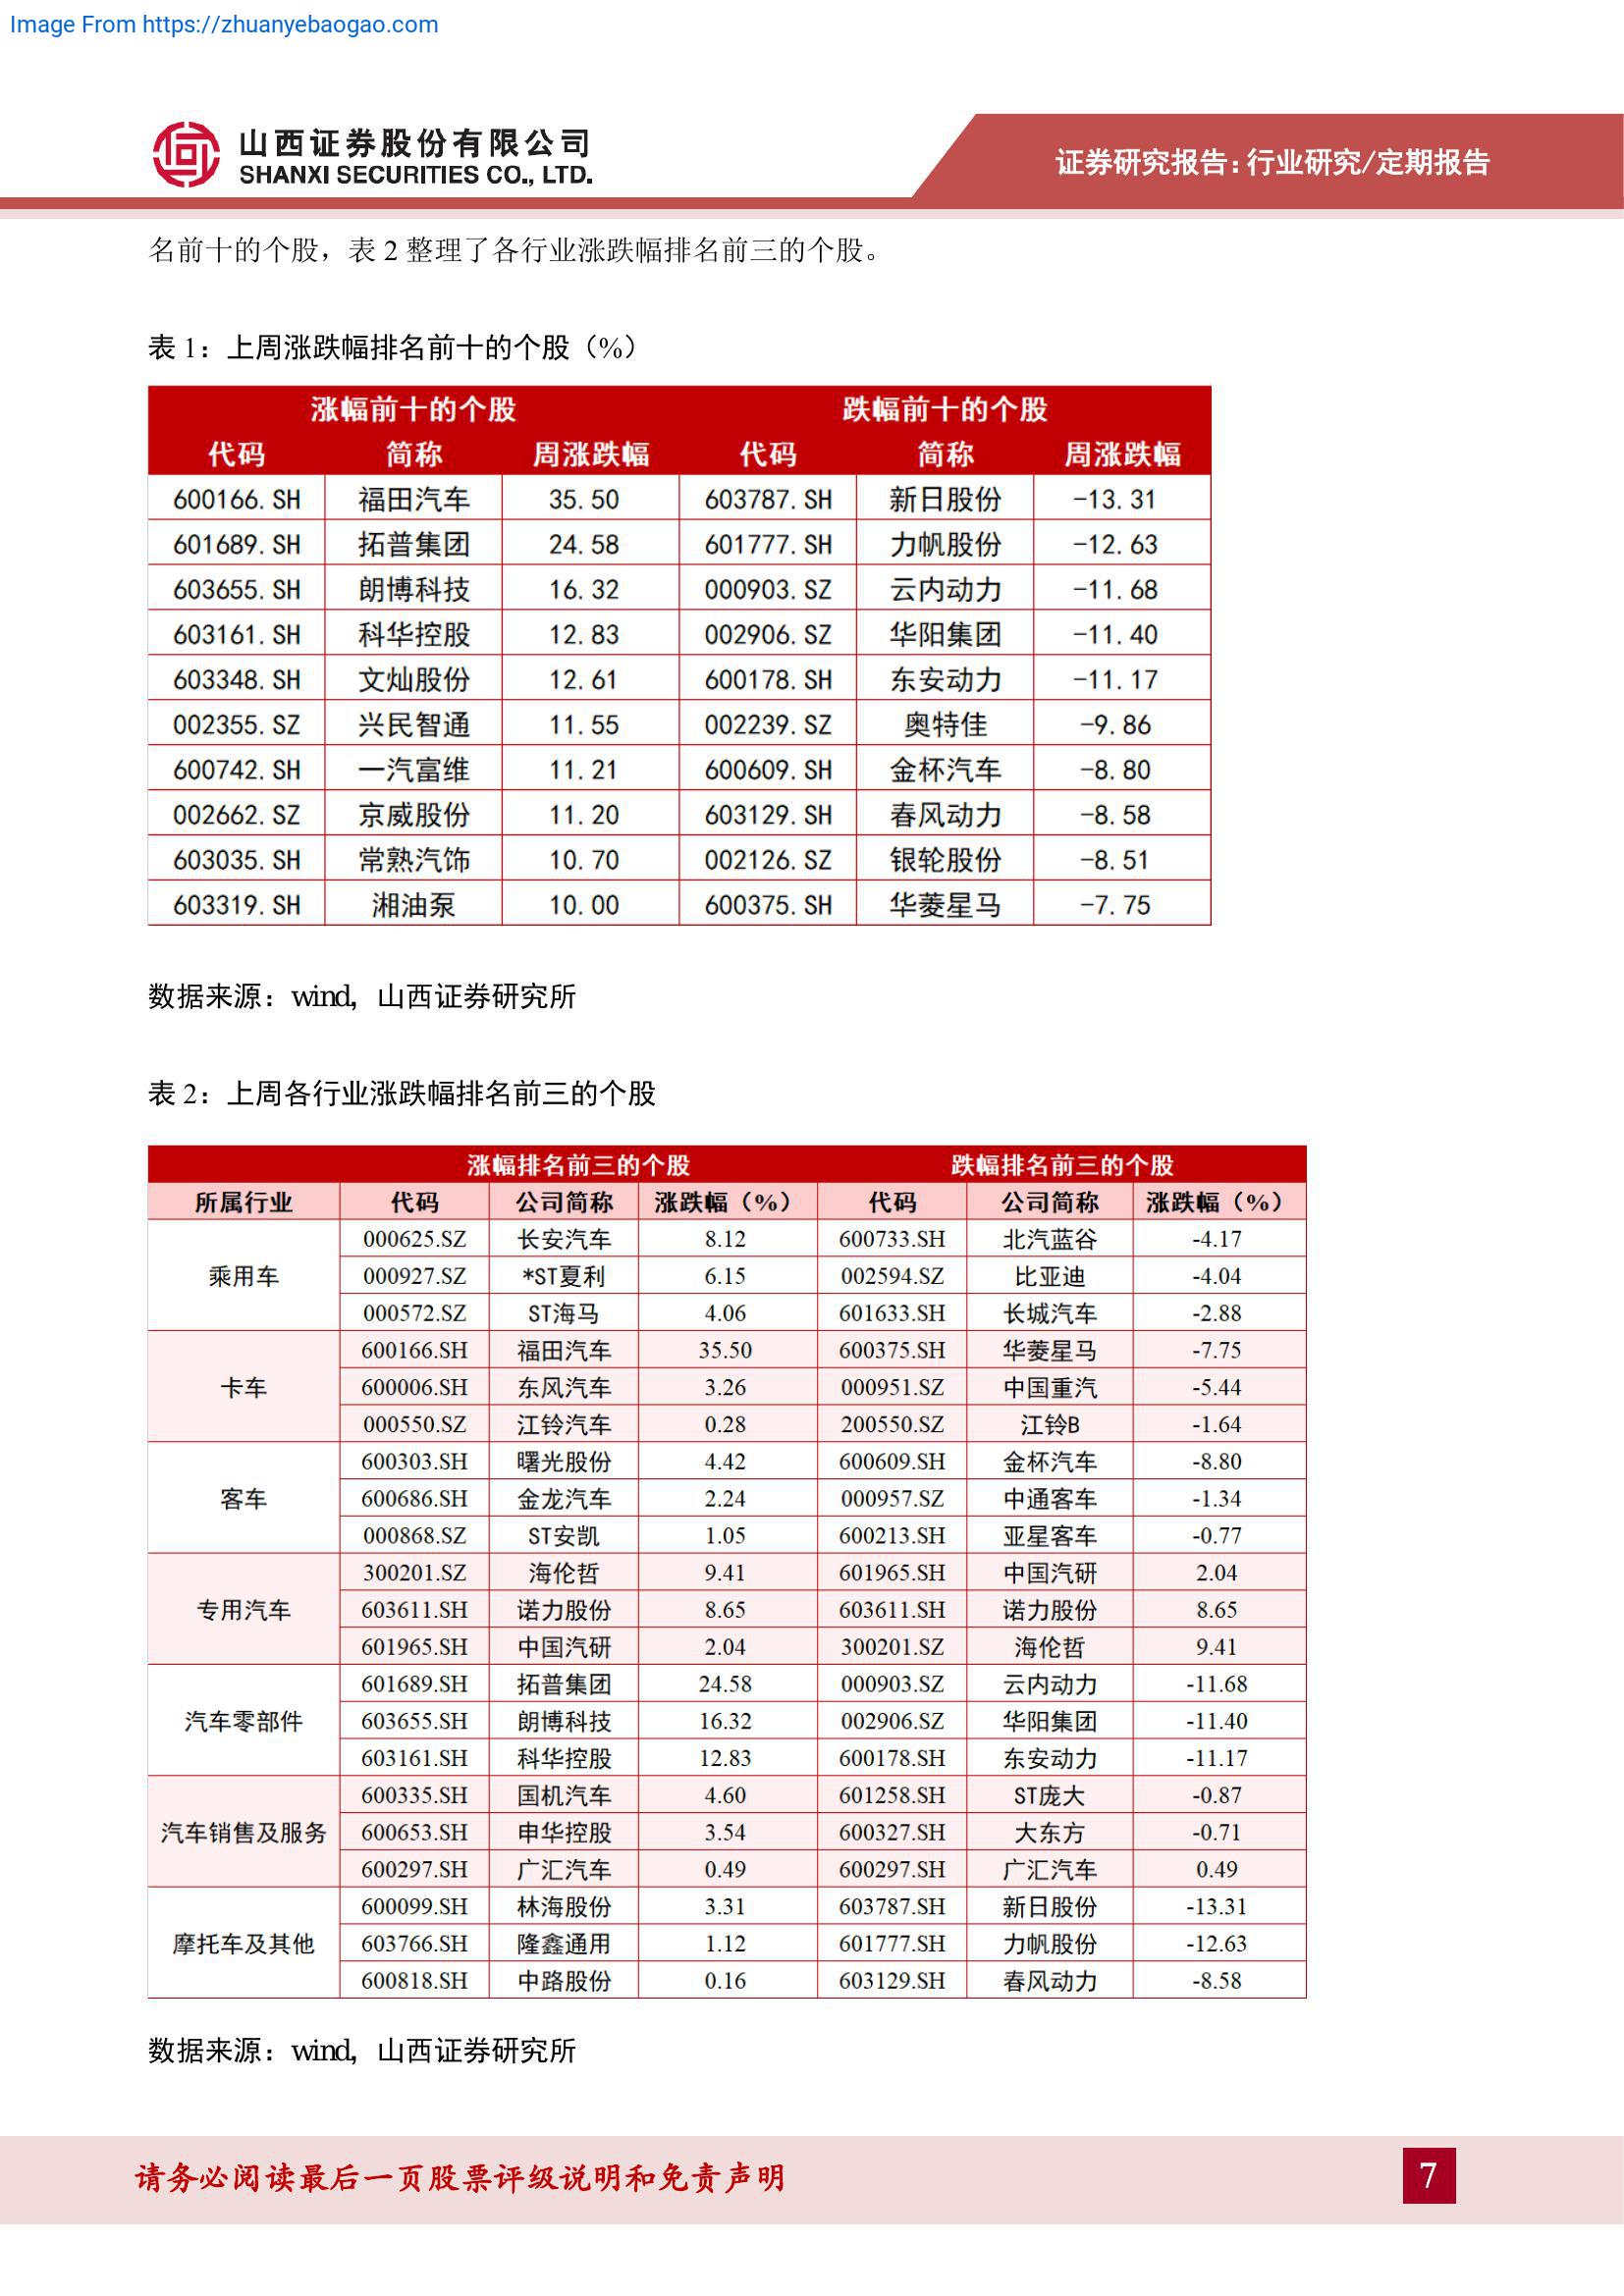 Image From https://zhuanyebaogao.com
山西证券股份有限公司
SHANXI SECURITIES CO., LTD.
证券研究报告：行业研究/定期报告
名前十的个股，表 2 整理了各行业涨跌幅排名前三的个股。
表 1：上周涨跌幅排名前十的个股（%）
涨幅前十的个股 跌幅前十的个股
代码 简称 周涨跌幅 代码 简称 周涨跌幅
600166.SH 福田汽车 35.50 603787.SH 新日股份 -13.31
601689.SH 拓普集团 24.58 601777.SH 力帆股份 -12.63
603655.SH 朗博科技 16.32 000903.SZ 云内动力 -11.68
603161.SH 科华控股 12.83 002906.SZ 华阳集团 -11.40
603348.SH 文灿股份 12.61 600178.SH 东安动力 -11.17
002355.SZ 兴民智通 11.55 002239.SZ 奥特佳 -9.86
600742.SH 一汽富维 11.21 600609.SH 金杯汽车 -8.80
002662.SZ 京威股份 11.20 603129.SH 春风动力 -8.58
603035.SH 常熟汽饰 10.70 002126.SZ 银轮股份 -8.51
603319.SH 湘油泵 10.00 600375.SH 华菱星马 -7.75
数据来源：wind，山西证券研究所
表 2：上周各行业涨跌幅排名前三的个股
涨幅排名前三的个股 跌幅排名前三的个股
所属行业 代码 公司简称 涨跌幅（%） 代码 公司简称 涨跌幅（%）
000625.SZ 长安汽车 8.12 600733.SH 北汽蓝谷 -4.17
乘用车 000927.SZ *ST夏利 6.15 002594.SZ 比亚迪 -4.04
000572.SZ ST海马 4.06 601633.SH 长城汽车 -2.88
600166.SH 福田汽车 35.50 600375.SH 华菱星马 -7.75
卡车 600006.SH 东风汽车 3.26 000951.SZ 中国重汽 -5.44
000550.SZ 江铃汽车 0.28 200550.SZ 江铃B -1.64
600303.SH 曙光股份 4.42 600609.SH 金杯汽车 -8.80
客车 600686.SH 金龙汽车 2.24 000957.SZ 中通客车 -1.34
000868.SZ ST安凯 1.05 600213.SH 亚星客车 -0.77
300201.SZ 海伦哲 9.41 601965.SH 中国汽研 2.04
专用汽车 603611.SH 诺力股份 8.65 603611.SH 诺力股份 8.65
601965.SH 中国汽研 2.04 300201.SZ 海伦哲 9.41
601689.SH 拓普集团 24.58 000903.SZ 云内动力 -11.68
汽车零部件 603655.SH 朗博科技 16.32 002906.SZ 华阳集团 -11.40
603161.SH 科华控股 12.83 600178.SH 东安动力 -11.17
600335.SH 国机汽车 4.60 601258.SH ST庞大 -0.87
汽车销售及服务 600653.SH 申华控股 3.54 600327.SH 大东方 -0.71
600297.SH 广汇汽车 0.49 600297.SH 广汇汽车 0.49
600099.SH 林海股份 3.31 603787.SH 新日股份 -13.31
摩托车及其他 603766.SH 隆鑫通用 1.12 601777.SH 力帆股份 -12.63
600818.SH 中路股份 0.16 603129.SH 春风动力 -8.58
数据来源：wind，山西证券研究所
请务必阅读最后一页股票评级说明和免责声明
7